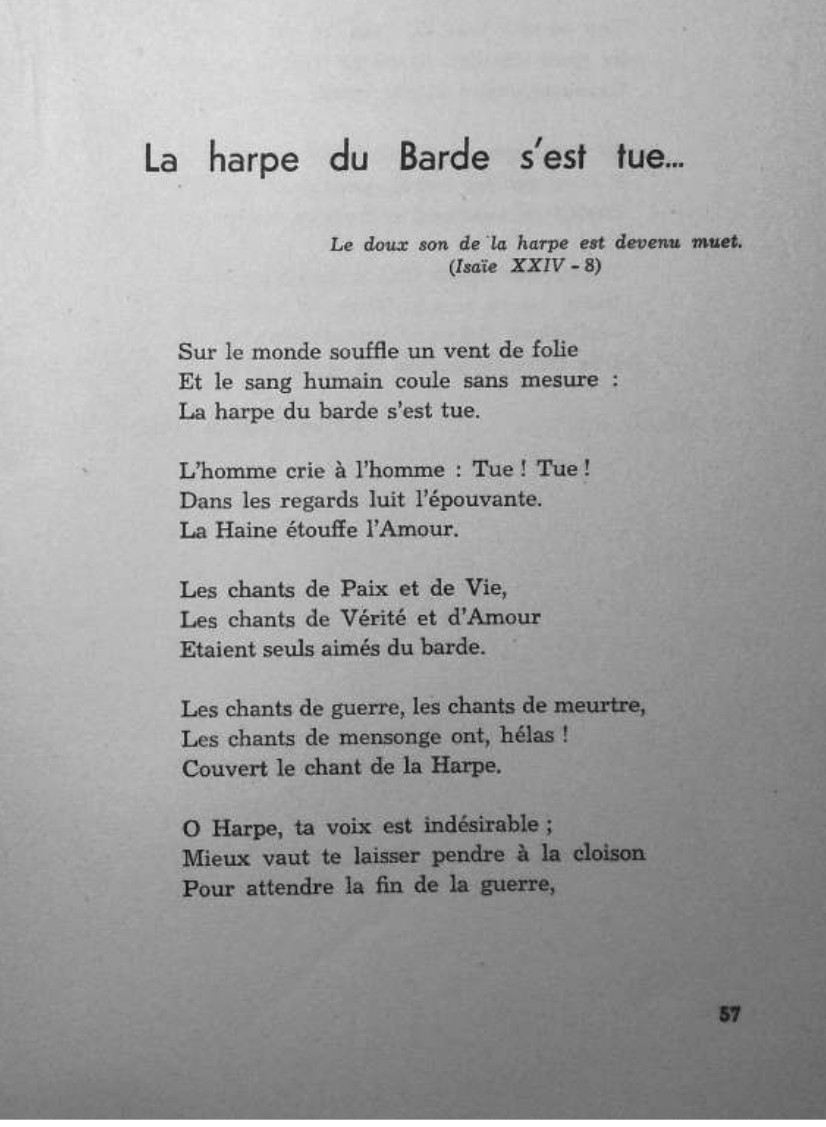 La harpe du Barde s'est tue...
Le doux son de la harpe est devenu muet.
(Isaïe XXIV - 8)
Sur le monde souffle un vent de folie
Et le sang humain coule sans mesure :
La harpe du barde s'est tue.
L'homme crie à l'homme : Tue ! Tue !
Dans les regards luit l'épouvante.
La Haine étouffe l'Amour.
Les chants de Paix et de Vie,
Les chants de Vérité et d'Amour
Etaient seuls aimés du barde.
Les chants de guerre, les chants de meurtre,
Les chants de mensonge ont, hélas !
Couvert le chant de la Harpe.
O Harpe, ta voix est indésirable ;
Mieux vaut te laisser pendre à la cloison
Pour attendre la fin de la guerre,
57